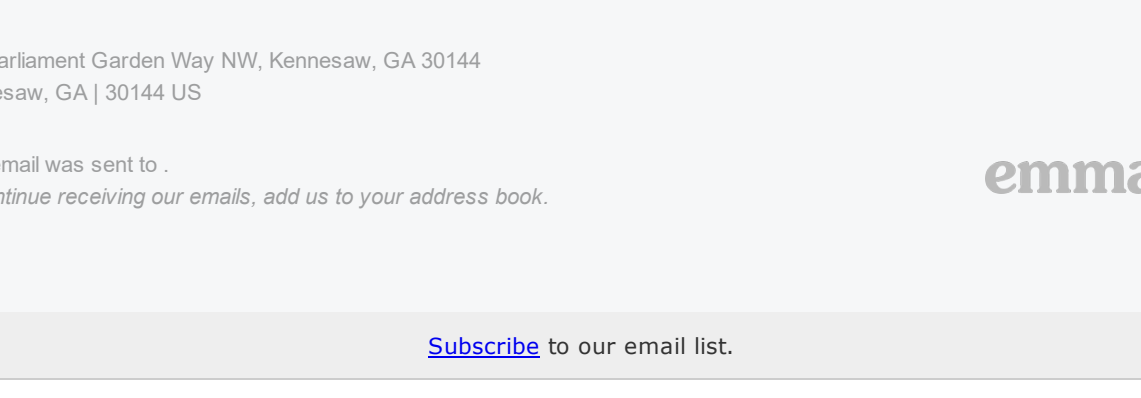 arliament Garden Way NW, Kennesaw, GA 30144
esaw, GA | 30144 US
email was sent to .
ntinue receiving our emails, add us to your address book.
emma
Subscribe to our email list.